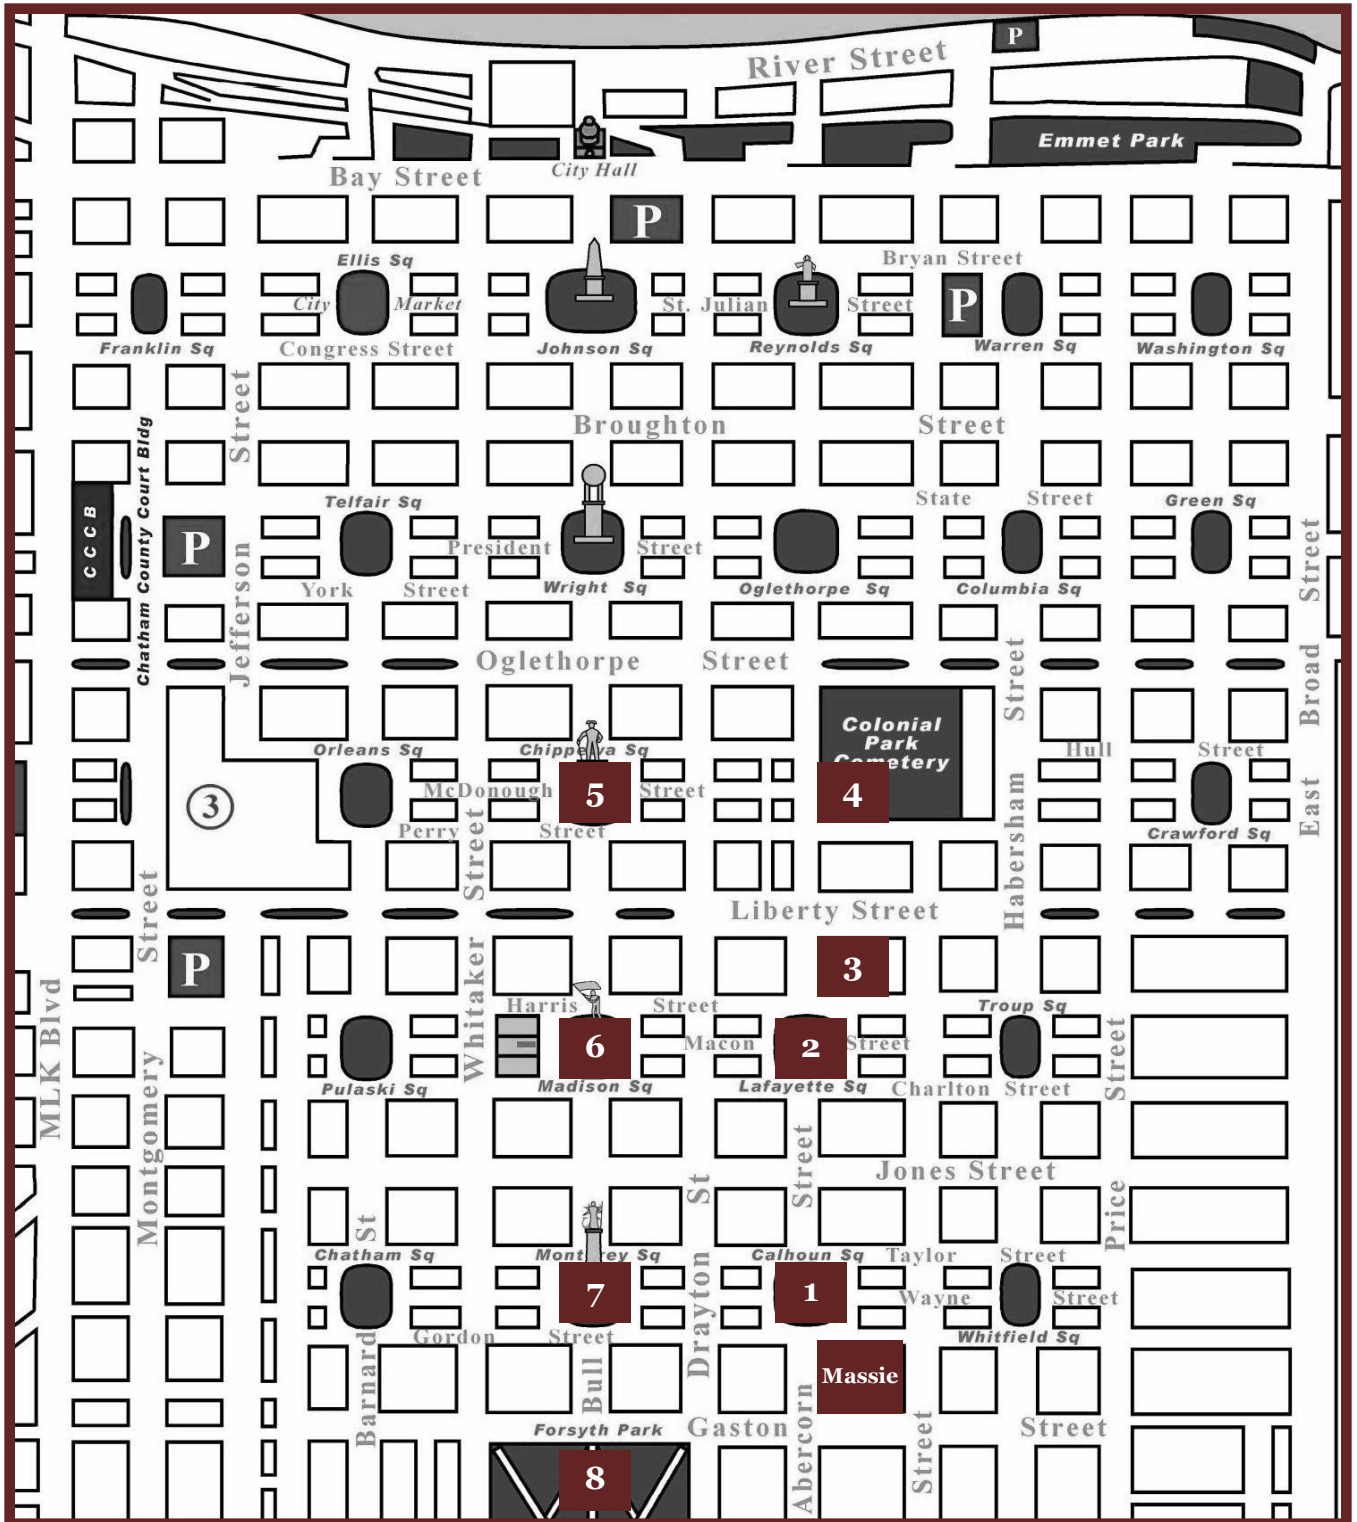 P
River Street
Emmet Park
City Hall
Bay Street
P
Ellis Sq
Bryan Street
City Market
St. Julian Street
P
Franklin Sq
Congress Street
Johnson Sq
Reynolds Sq
Warren Sq
Washington Sq
Street
Broughton Street
Chatham County Court Bldg
CCCB
Telfair Sq
State Street
Green Sq
P
President Street
Street
York Street
Wright Sq
Oglethorpe Sq
Columbia Sq
Jefferson
Oglethorpe Street
Street
Broad
Colonial
Park
Cemetery
Orleans Sq
Chippewa Sq
Hull Street
3
McDonough Street
5
4
Habersham
East
Perry Street
Crawford Sq
Street
Street
Liberty Street
P
3
Whitaker
Harris Street
Troup Sq
MLK Blvd
6
Macon Street
2
Street
Pulaski Sq
Madison Sq
Lafayette Sq
Charlton Street
Montgomery
Street
Jones Street
St
St
Price
Chatham Sq
Monterey Sq
Calhoun Sq
Taylor Street
7
1
Wayne Street
Drayton
Gordon Street
Whitfield Sq
Barnard
Bull
Massie
Abercorn
Forsyth Park
Gaston Street
Street
8